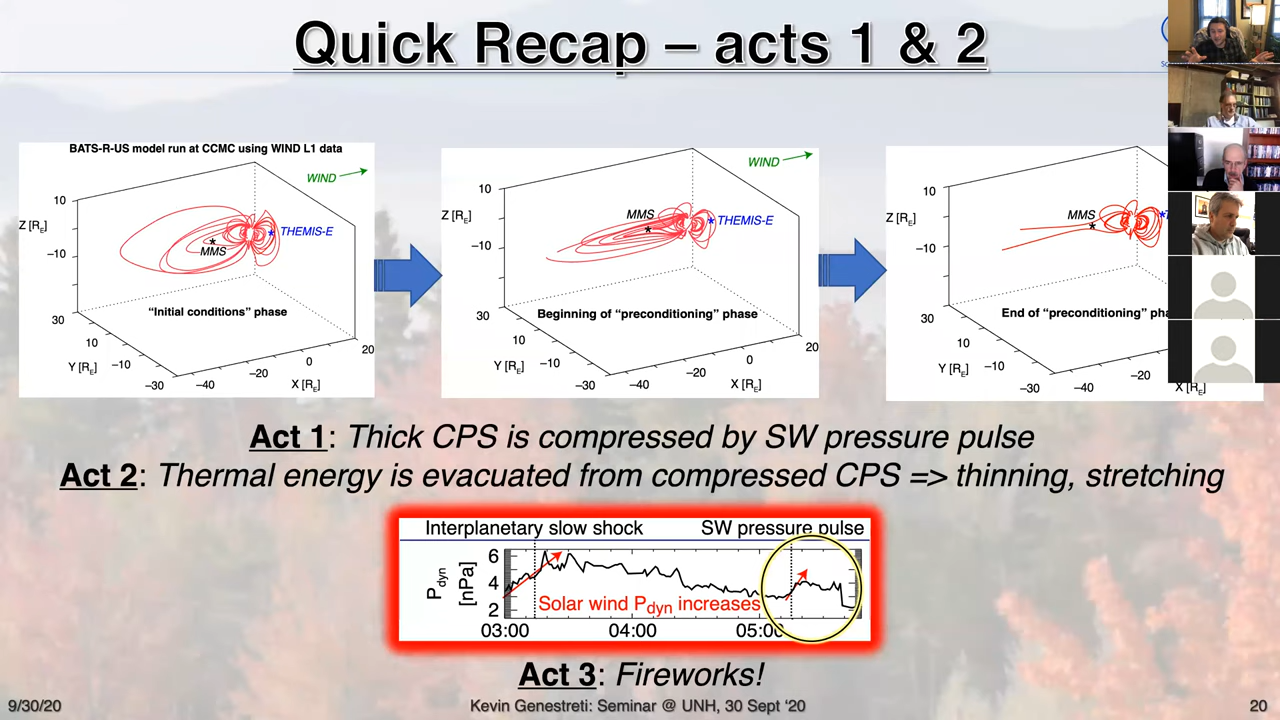 Quick Recap – acts 1 & 2
BATS-R-US model run at CCMC using WIND L1 data
WIND
10
Z [RE]
−10
THEMIS-E
MMS
"Initial conditions" phase
30
10
Y [RE]
−10
−30
−40
−20
0
20
X [RE]
WIND
10
Z [RE]
−10
MMS
THEMIS-E
Beginning of "preconditioning" phase
30
10
Y [RE]
−10
−30
−40
−20
0
20
X [RE]
10
Z [RE]
−10
MMS
End of "preconditioning" pha
30
10
Y [RE]
−10
−30
−40
−20
X [RE]
Act 1: Thick CPS is compressed by SW pressure pulse
Act 2: Thermal energy is evacuated from compressed CPS => thinning, stretching
Interplanetary slow shock SW pressure pulse
Pdyn
[nPa]
6
4
2
Solar wind Pdyn increases
03:00 04:00 05:00
Act 3: Fireworks!
9/30/20 Kevin Genestreti: Seminar @ UNH, 30 Sept '20 20